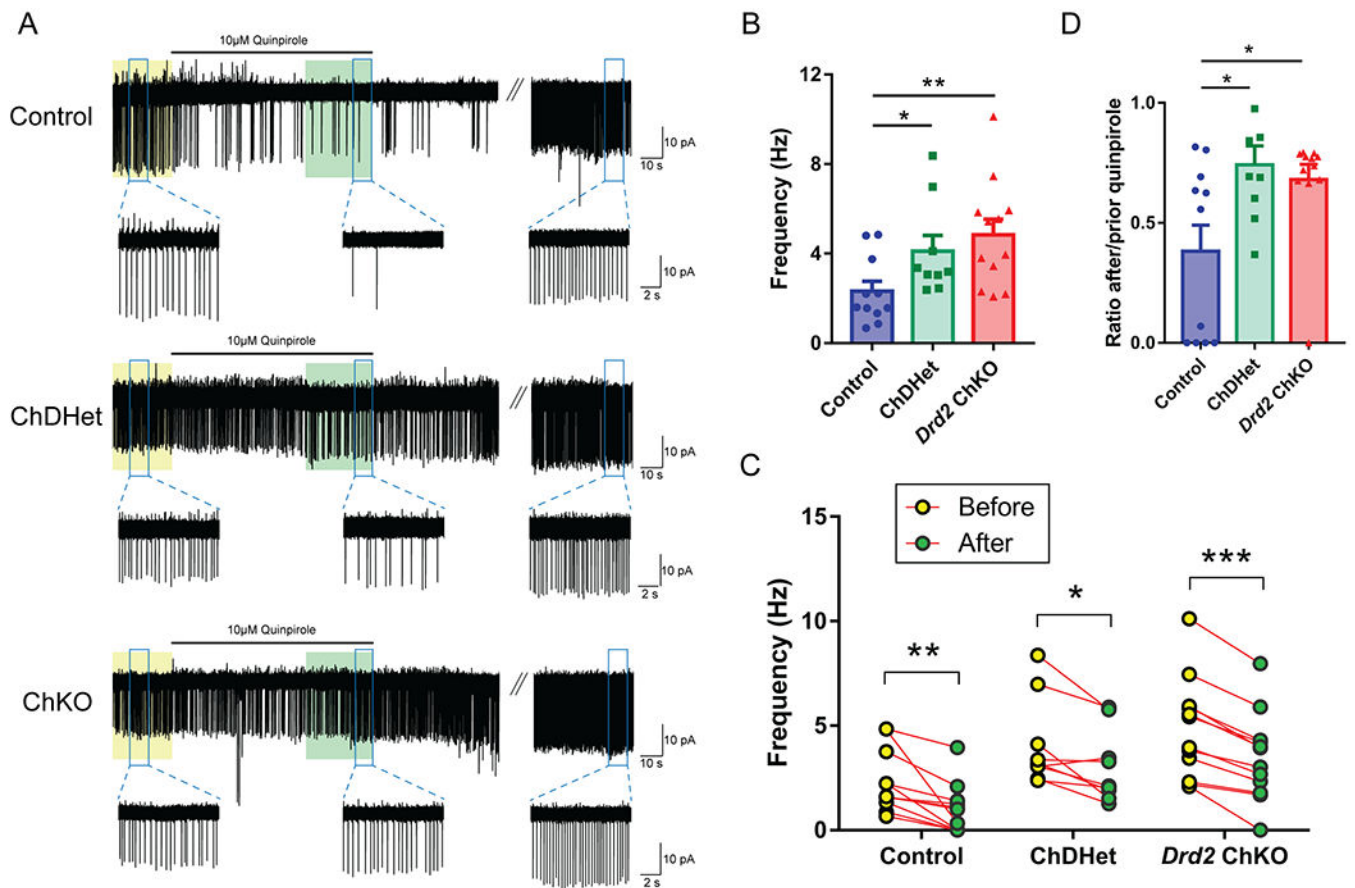 A
10μM Quinpirole
Control
//
10 pA
10 s
10 pA
2 s
10μM Quinpirole
ChDHet
//
10 pA
10 s
10 pA
2 s
10μM Quinpirole
ChKO
//
10 pA
10 s
10 pA
2 s
B
Frequency (Hz)
12
8
4
0
**
*
Control
ChDHet
Drd2 ChKO
D
Ratio after/prior quinpirole
1.0
0.5
0.0
*
*
Control
ChDHet
Drd2 ChKO
C
Before
After
Frequency (Hz)
15
10
5
0
**
*
***
Control
ChDHet
Drd2 ChKO